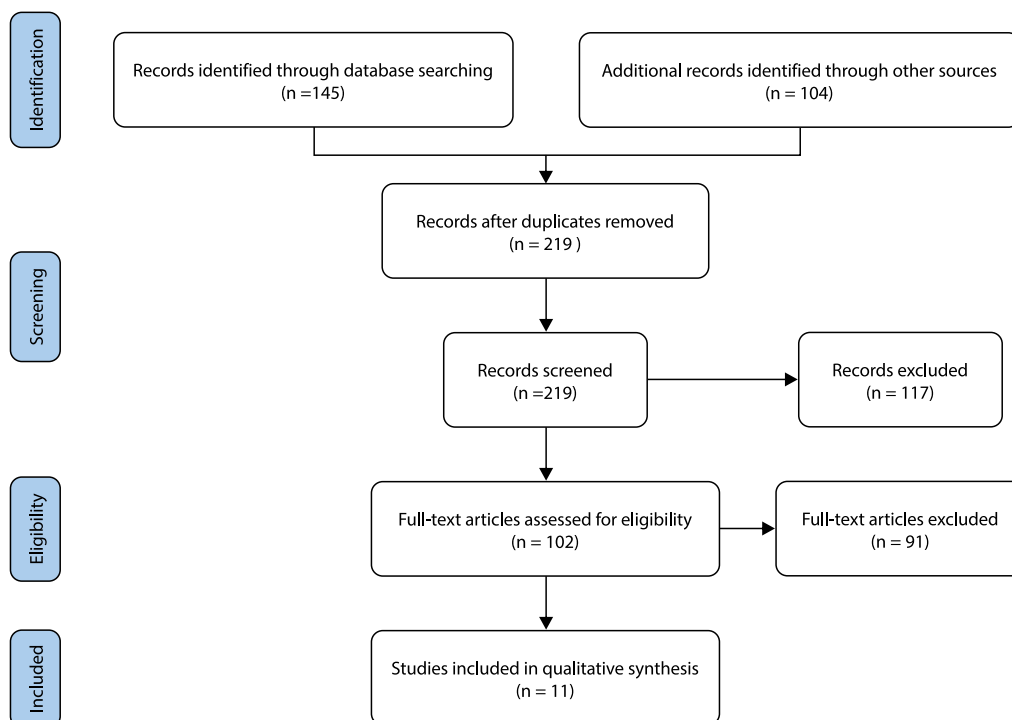 Identification
Records identified through database searching
(n =145)
Additional records identified through other sources
(n = 104)
Records after duplicates removed
(n = 219 )
Screening
Records screened
(n =219)
Records excluded
(n = 117)
Eligibility
Full-text articles assessed for eligibility
(n = 102)
Full-text articles excluded
(n = 91)
Included
Studies included in qualitative synthesis
(n = 11)